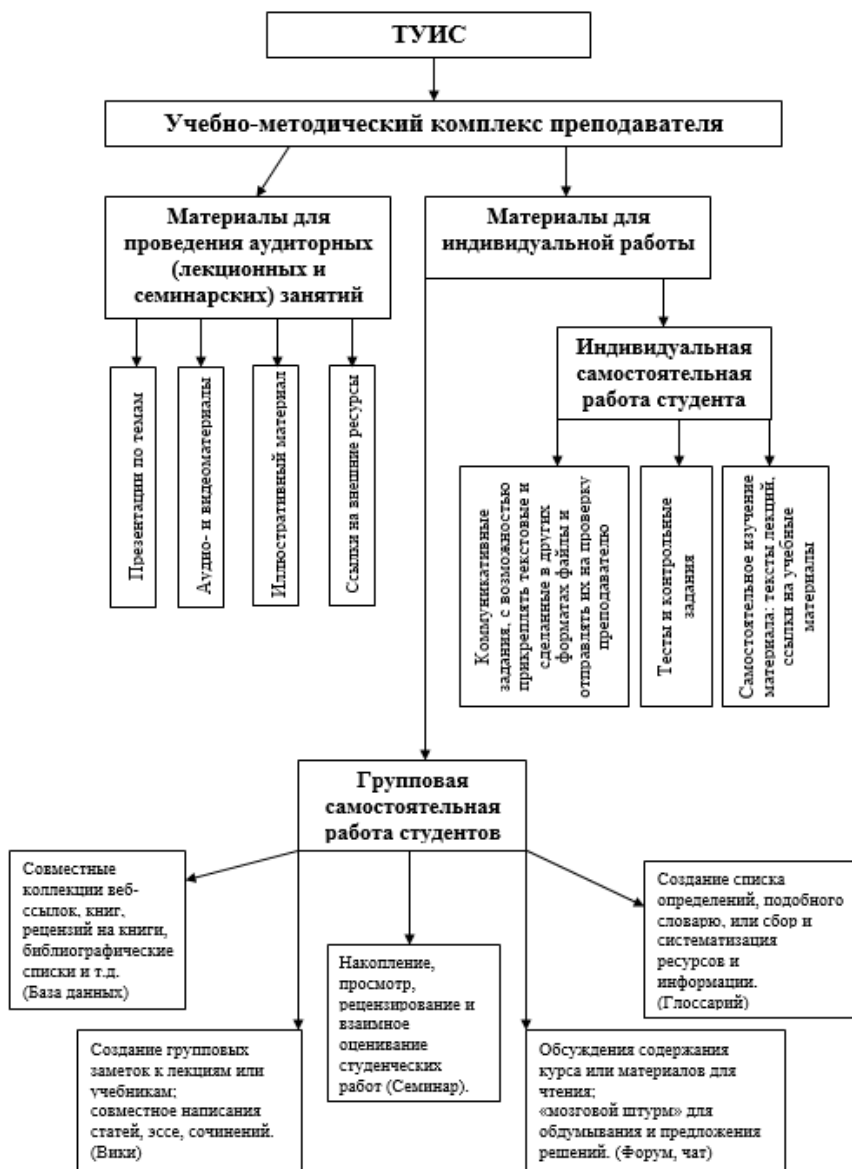 ТУИС
Учебно-методический комплекс преподавателя
Материалы для
проведения аудиторных
(лекционных и
семинарских) занятий
Материалы для
индивидуальной работы
Индивидуальная
самостоятельная
работа студента
Презентации по темам
Аудио- и видеоматериалы
Иллюстративный материал
Ссылки на внешние ресурсы
Коммуникативные
задания, с возможностью
прикреплять текстовые и
сделанные в других
форматах файлы и
отправлять их на проверку
преподавателю
Тесты и контрольные
задания
Самостоятельное изучение
материала: тексты лекций,
ссылки на учебные
материалы
Групповая
самостоятельная
работа студентов
Совместные
коллекции веб-
ссылок, книг,
рецензий на книги,
библиографические
списки и т.д.
(База данных)
Создание групповых
заметок к лекциям или
учебникам;
совместное написания
статей, эссе, сочинений.
(Вики)
Накопление,
просмотр,
рецензирование и
взаимное
оценивание
студенческих
работ (Семинар).
Обсуждения содержания
курса или материалов для
чтения;
«мозговой штурм» для
обдумывания и предложения
решений. (Форум, чат)
Создание списка
определений, подобного
словарю, или сбор и
систематизация
ресурсов и
информации.
(Глоссарий)